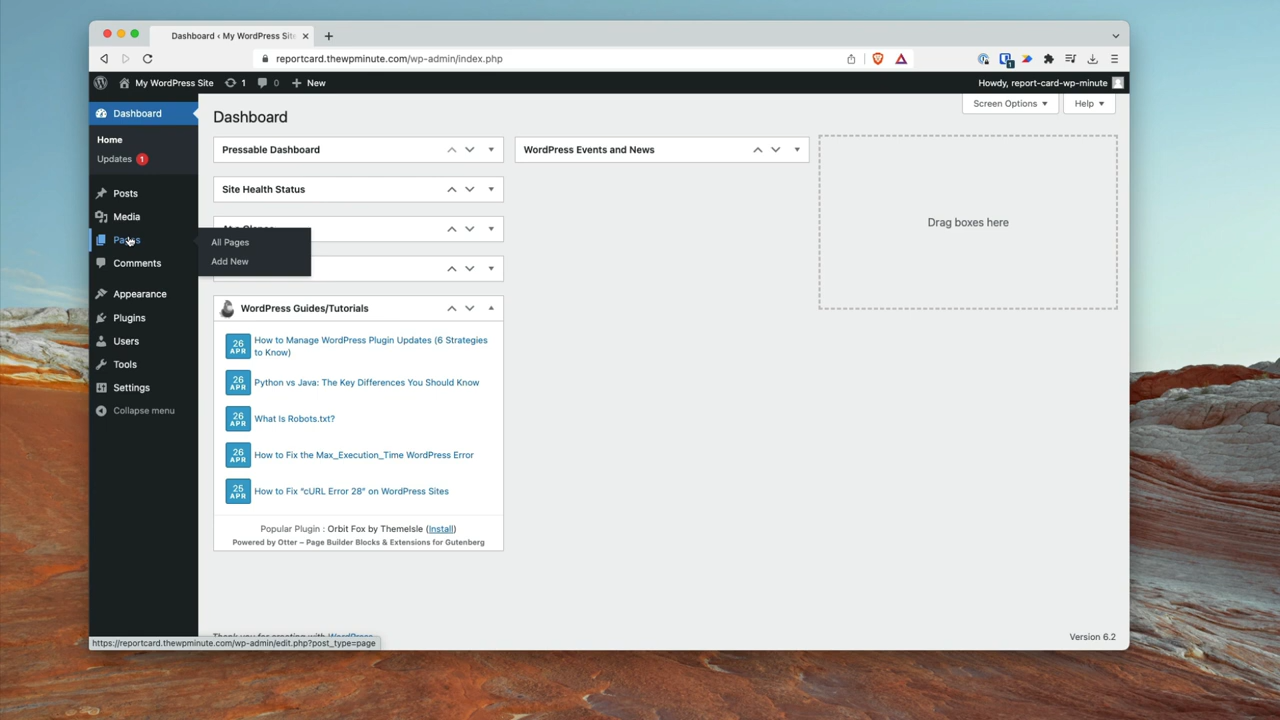 Dashboard ‹ My WordPress Site
reportcard.thewpminute.com/wp-admin/index.php
1
My WordPress Site
1
0
New
Howdy, report-card-wp-minute
Dashboard
Home
Updates 1
Posts
Media
Pages
Comments
Appearance
Plugins
Users
Tools
Settings
Collapse menu
All Pages
Add New
Dashboard
Screen Options
Help
Pressable Dashboard
WordPress Events and News
Site Health Status
Drag boxes here
WordPress Guides/Tutorials
26 APR
How to Manage WordPress Plugin Updates (6 Strategies
to Know)
26 APR
Python vs Java: The Key Differences You Should Know
26 APR
What Is Robots.txt?
26 APR
How to Fix the Max_Execution_Time WordPress Error
25 APR
How to Fix “cURL Error 28” on WordPress Sites
Popular Plugin : Orbit Fox by ThemeIsle (Install)
Powered by Otter – Page Builder Blocks & Extensions for Gutenberg
Thank you for creating with WordPress
Version 6.2
https://reportcard.thewpminute.com/wp-admin/edit.php?post_type=page